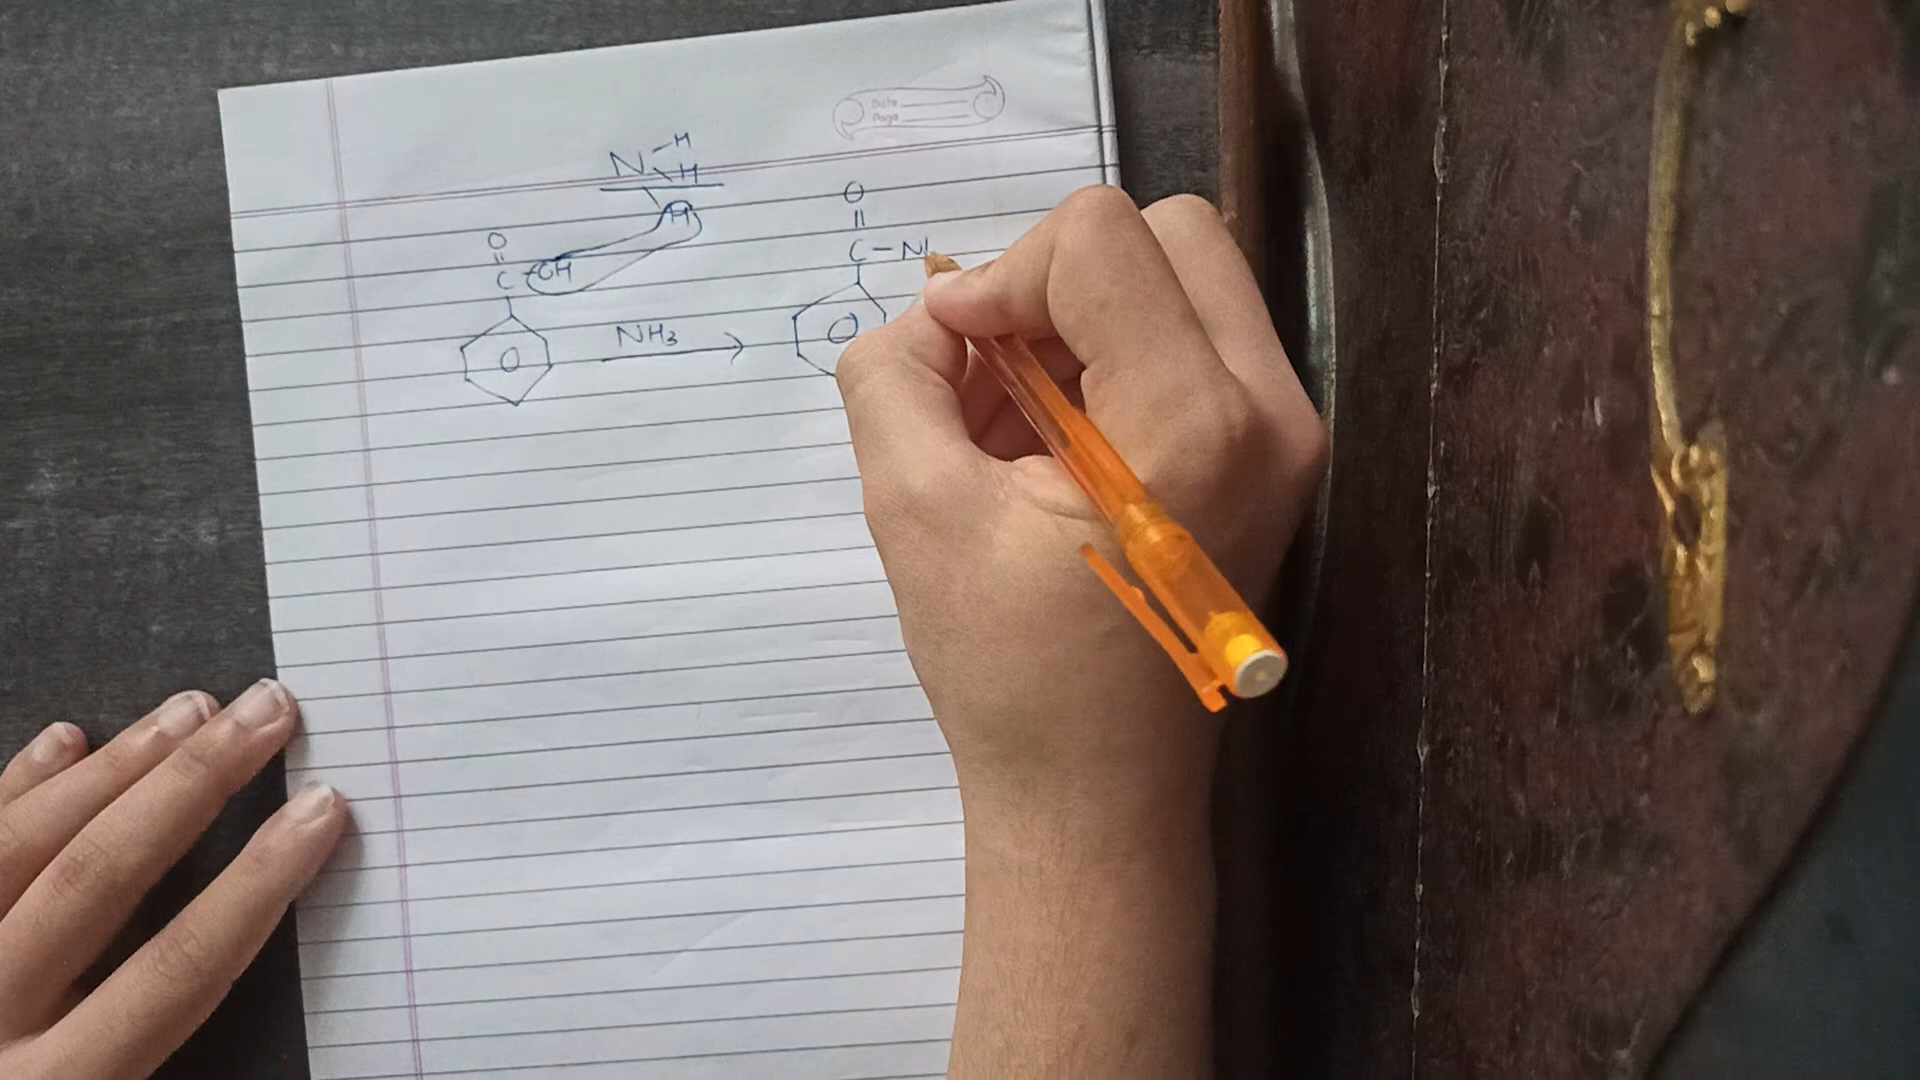 Date
Page
N H
H
H
O
||
C - N
O
||
C - OH
NH₃